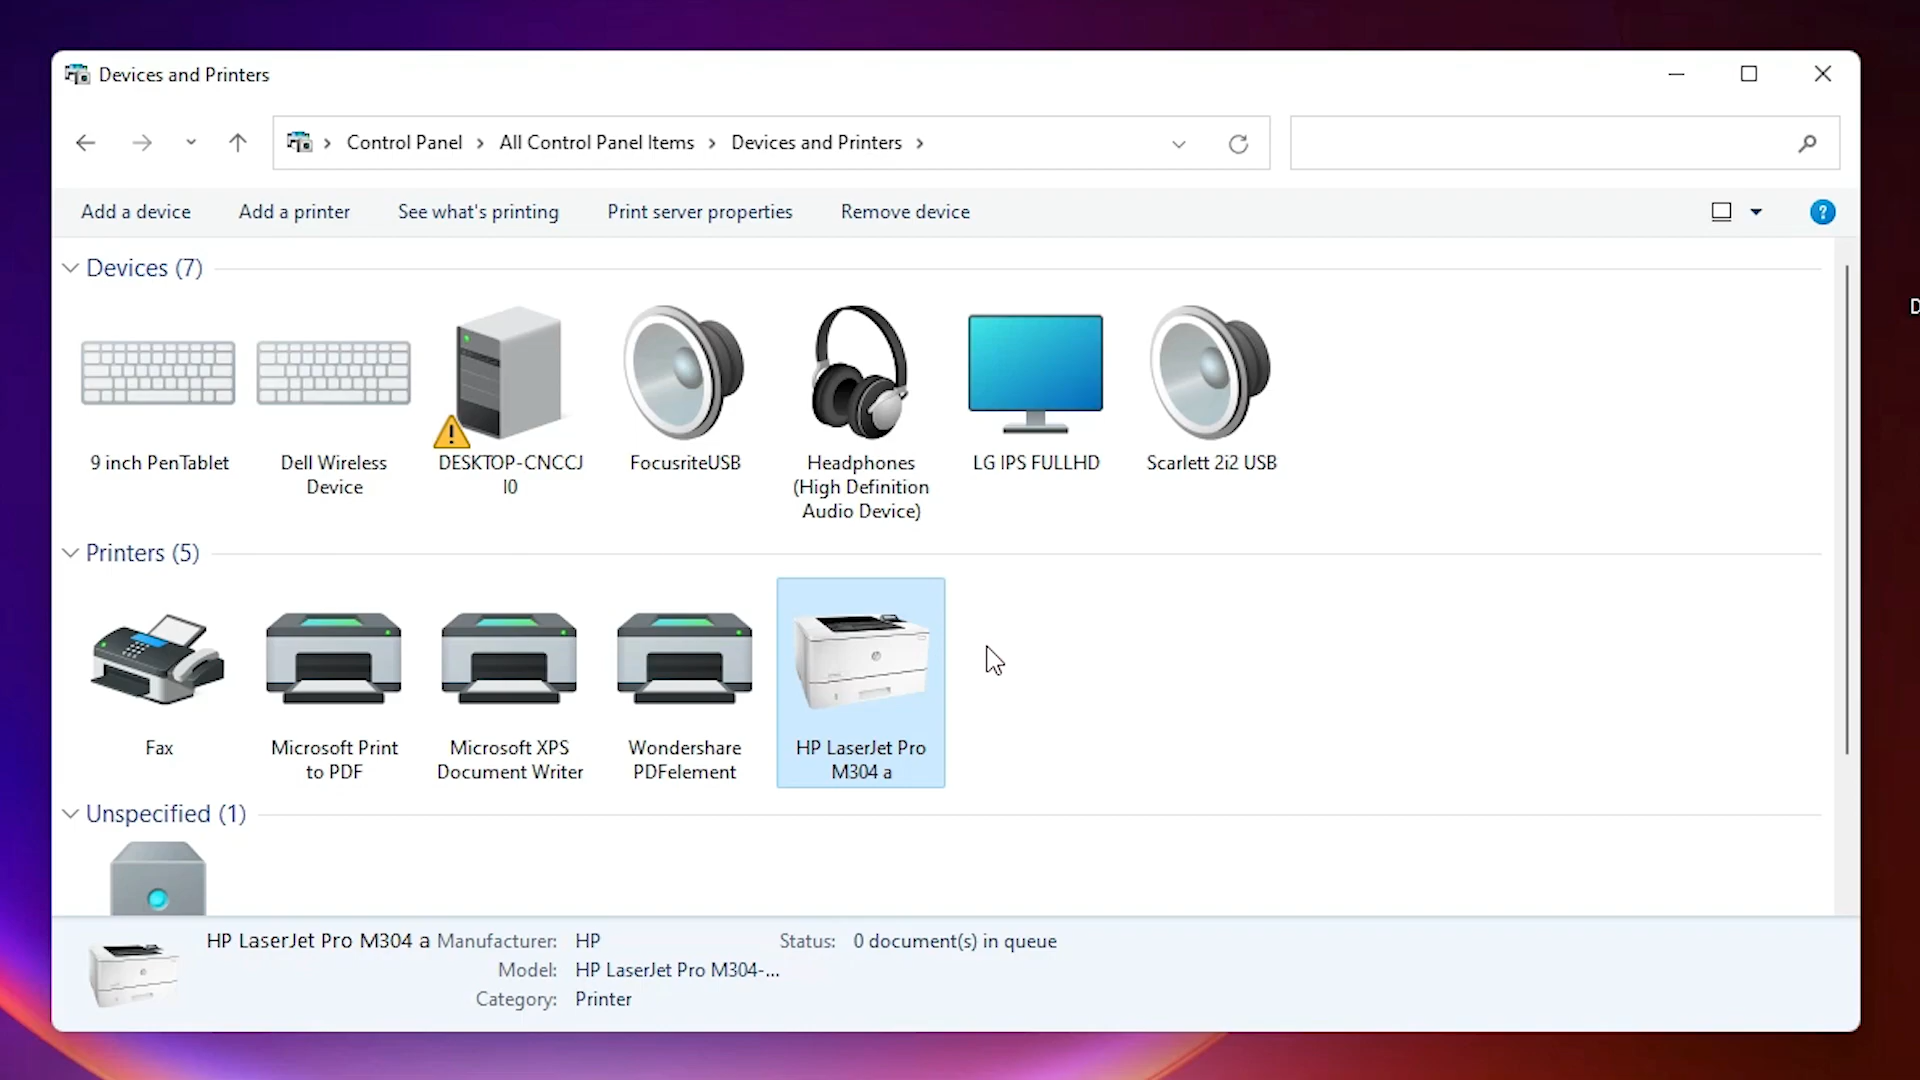 Devices and Printers
Control Panel > All Control Panel Items > Devices and Printers >
Add a device Add a printer See what's printing Print server properties Remove device ?
Devices (7)
9 inch PenTablet
Dell Wireless
Device
DESKTOP-CNCCJ
I0
FocusriteUSB
Headphones
(High Definition
Audio Device)
LG IPS FULLHD
Scarlett 2i2 USB
Printers (5)
Fax
Microsoft Print
to PDF
Microsoft XPS
Document Writer
Wondershare
PDFelement
HP LaserJet Pro
M304 a
Unspecified (1)
HP LaserJet Pro M304 a Manufacturer: HP Status: 0 document(s) in queue
Model: HP LaserJet Pro M304-...
Category: Printer